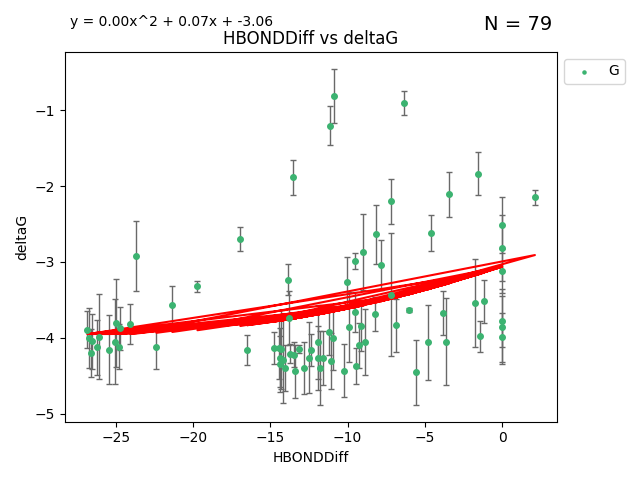 y = 0.00x^2 + 0.07x + -3.06
N = 79
HBONDDiff vs deltaG
G
deltaG
−1
−2
−3
−4
−5
−25
−20
−15
−10
−5
0
HBONDDiff